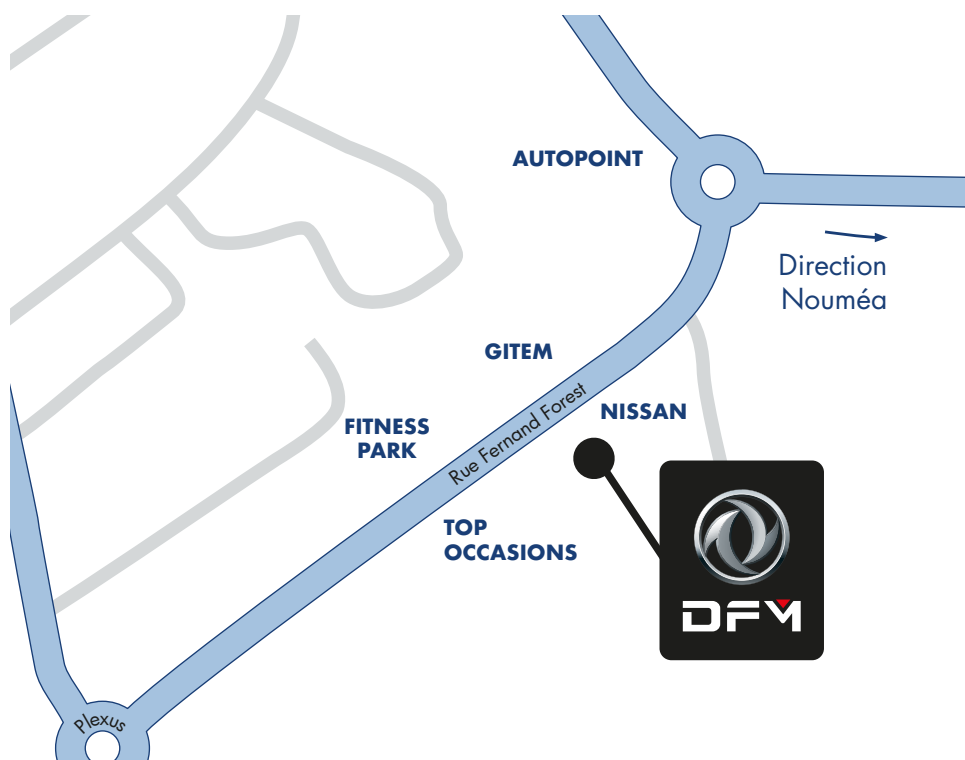 AUTOPOINT
Direction
Nouméa
GITEM
NISSAN
Rue Fernand Forest
FITNESS
PARK
TOP
OCCASIONS
DFM
Plexus